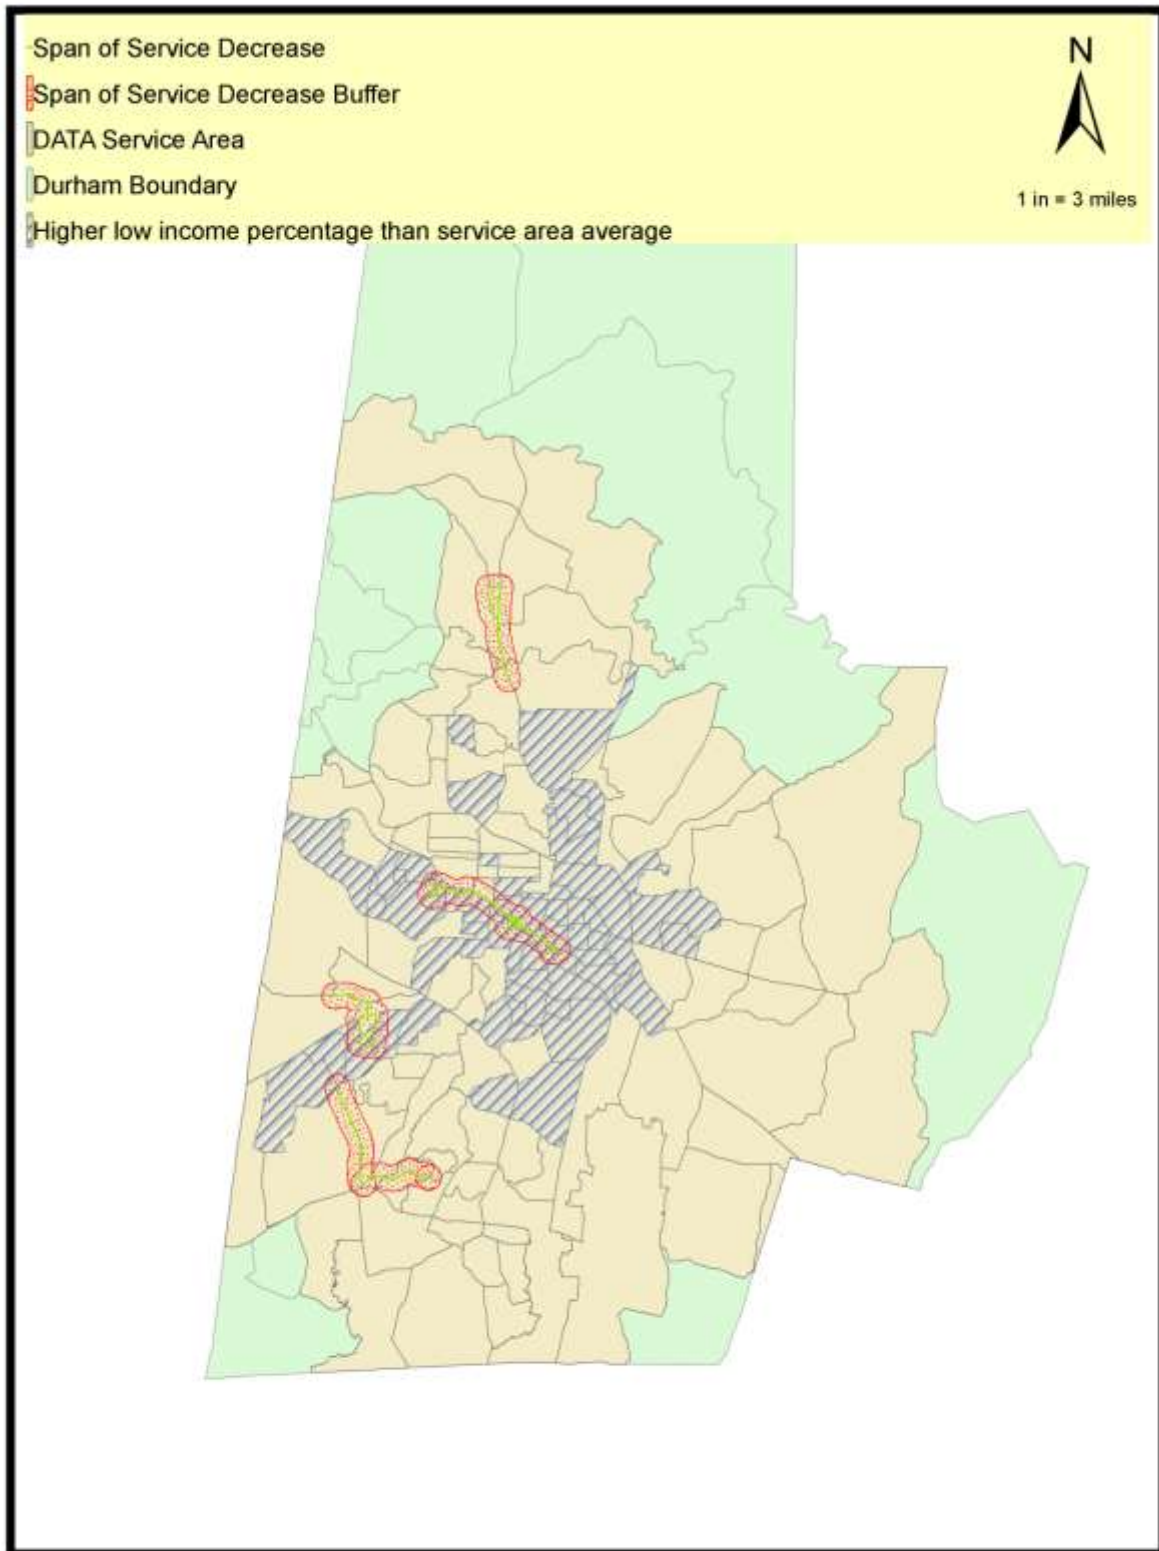 Span of Service Decrease
Span of Service Decrease Buffer
DATA Service Area
Durham Boundary
Higher low income percentage than service area average
N
1 in = 3 miles